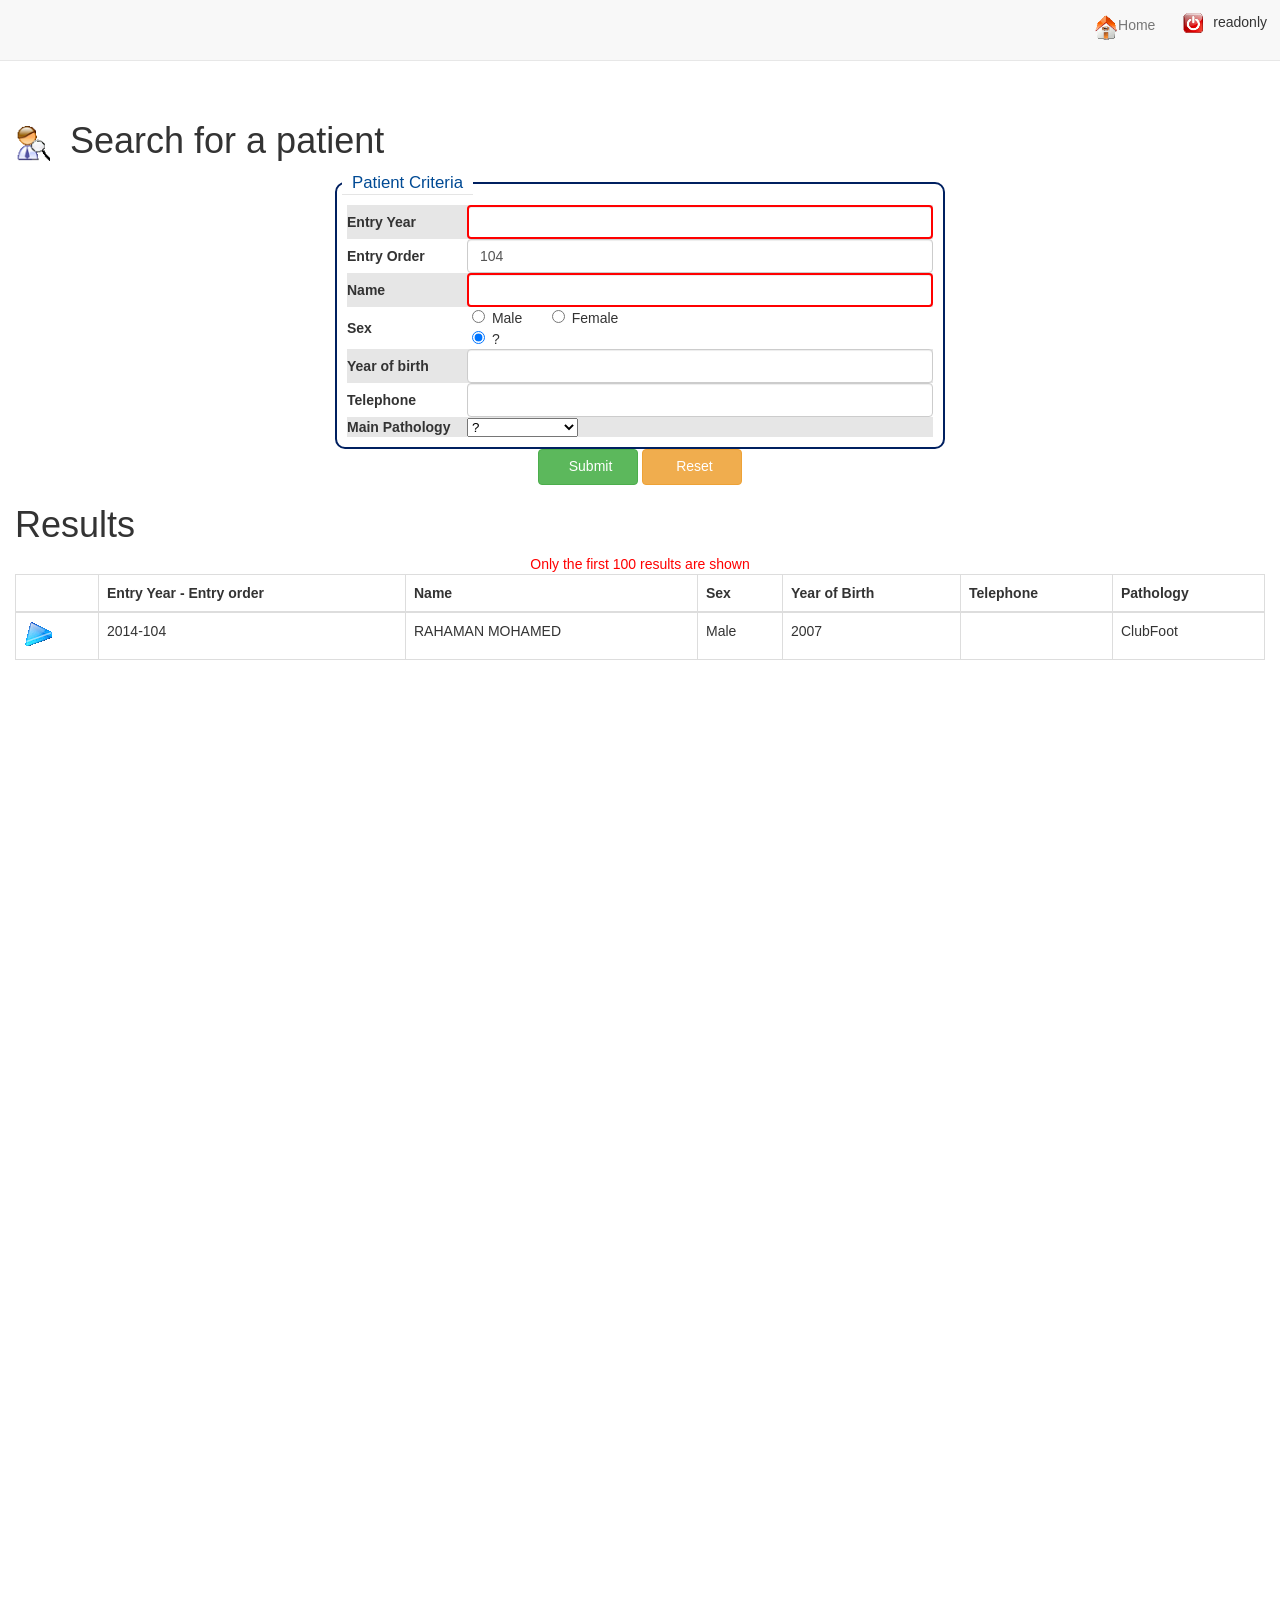 Home readonly
Search for a patient
Patient Criteria
Entry Year
Entry Order 104
Name
Sex Male Female
?
Year of birth
Telephone
Main Pathology ?
Submit Reset
Results
Only the first 100 results are shown
Entry Year - Entry order Name Sex Year of Birth Telephone Pathology
2014-104 RAHAMAN MOHAMED Male 2007 ClubFoot